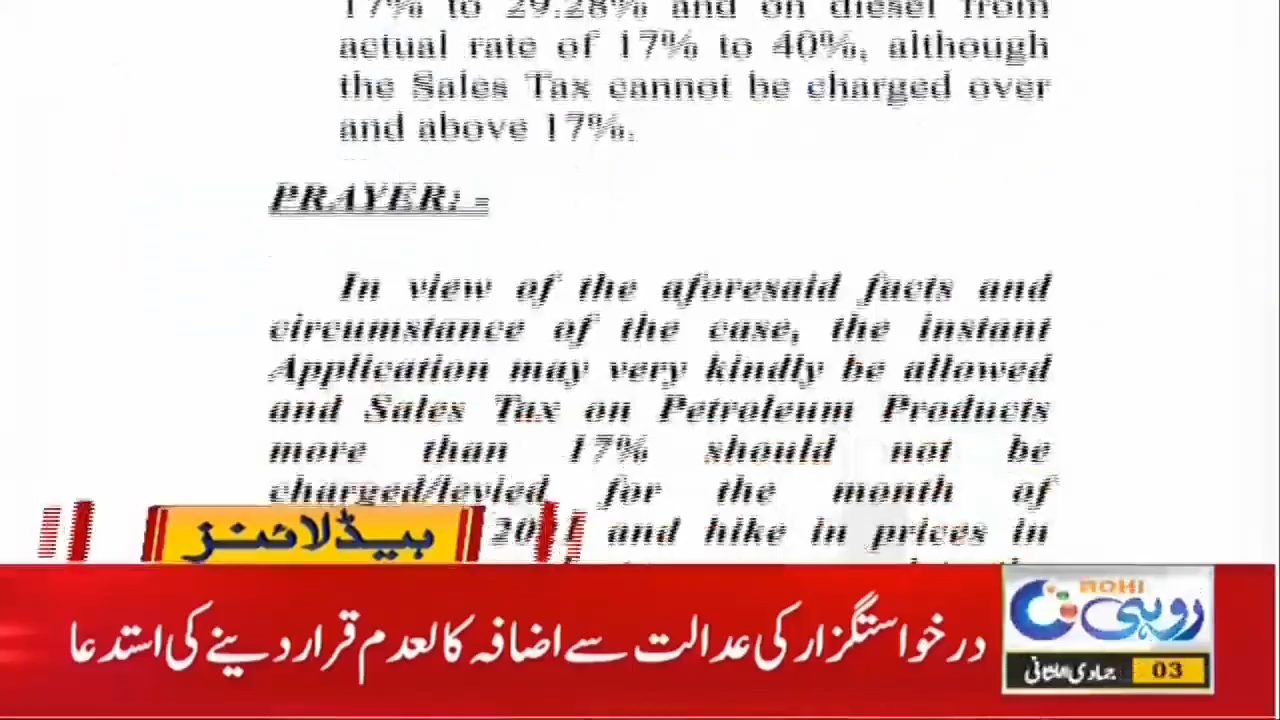 17% to 29.28% and on diesel from
actual rate of 17% to 40%, although
the Sales Tax cannot be charged over
and above 17%.
PRAYER: -
In view of the aforesaid facts and
circumstance of the case, the instant
Application may very kindly be allowed
and Sales Tax on Petroleum Products
more than 17% should not be
charged/levied for the month of
and hike in prices in
ہیڈلائنز
درخواستگزار کی عدالت سے اضافہ کالعدم قرار دینے کی استدعا
ROHI
روہی
03 جمادی الثانی